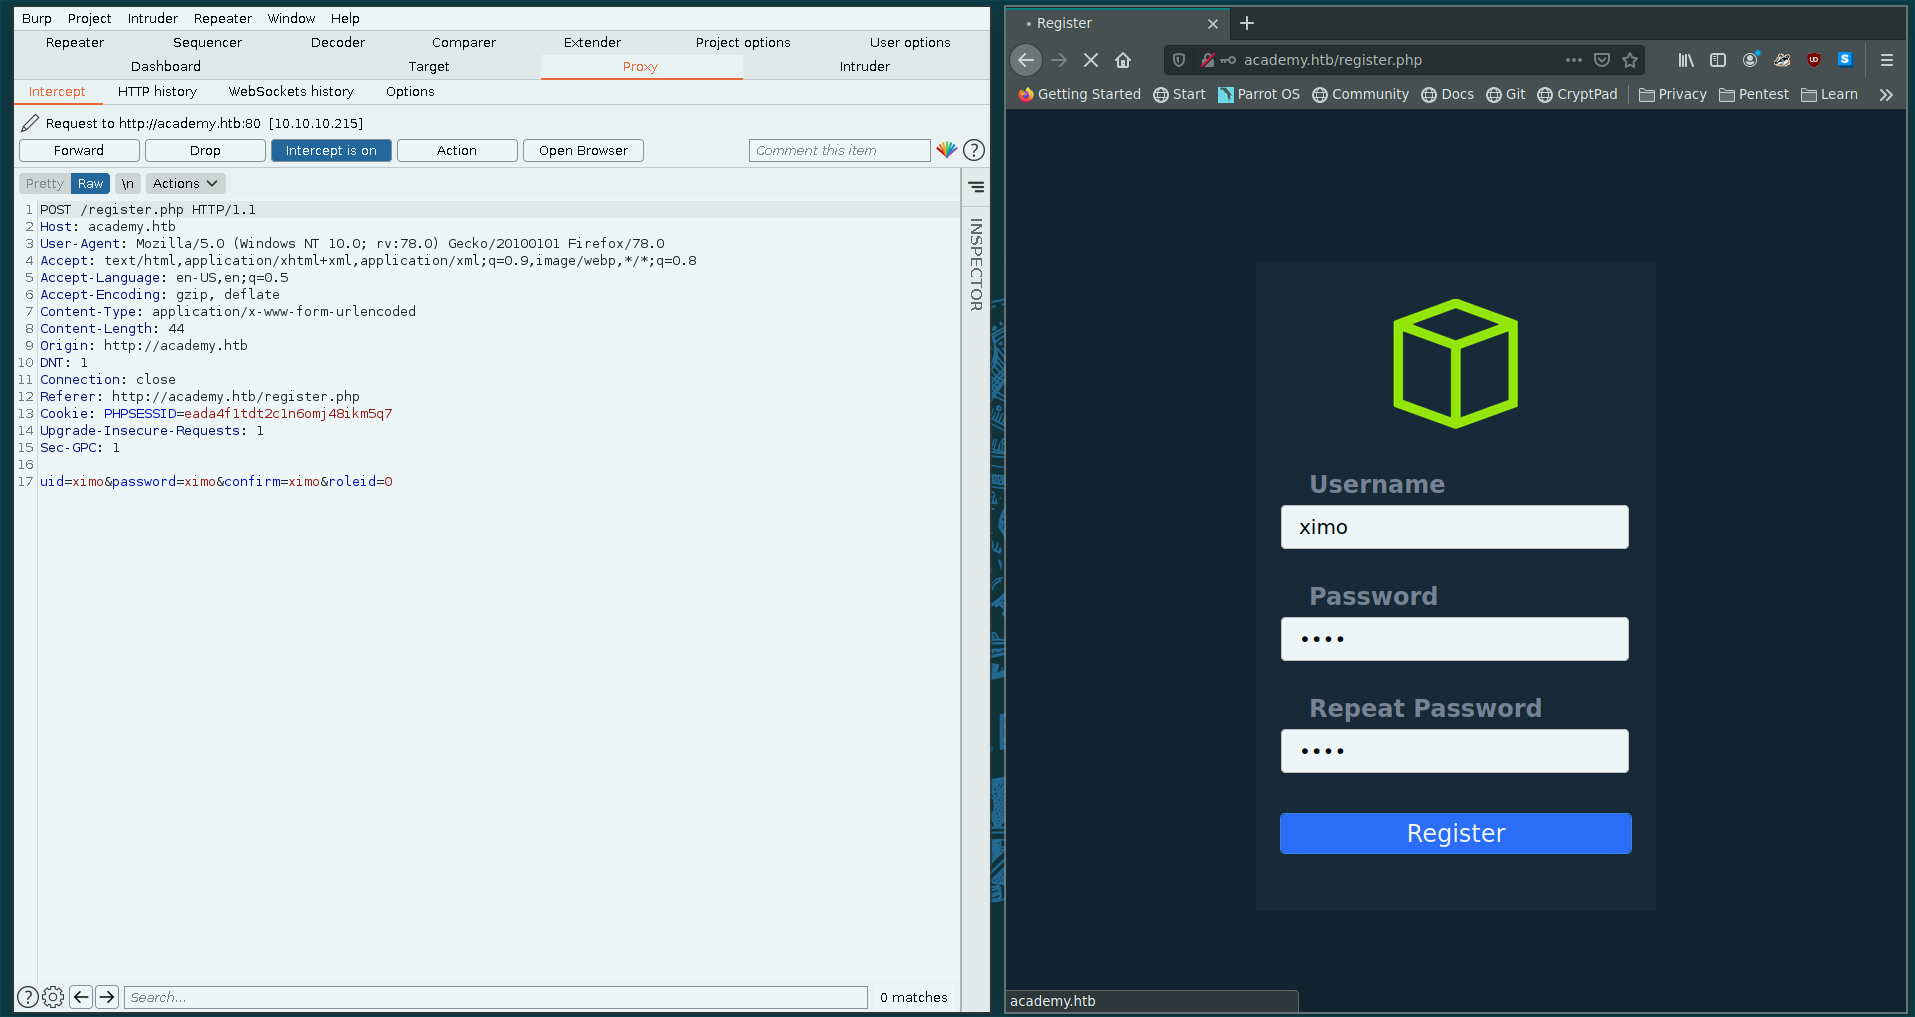 Burp Project Intruder Repeater Window Help
Repeater Sequencer Decoder Comparer Extender Project options User options
Dashboard Target Proxy Intruder
Intercept HTTP history WebSockets history Options
Request to http://academy.htb:80 [10.10.10.215]
Forward Drop Intercept is on Action Open Browser Comment this item ?
Pretty Raw \n Actions
INSPECTOR
1 POST /register.php HTTP/1.1
2 Host: academy.htb
3 User-Agent: Mozilla/5.0 (Windows NT 10.0; rv:78.0) Gecko/20100101 Firefox/78.0
4 Accept: text/html,application/xhtml+xml,application/xml;q=0.9,image/webp,*/*;q=0.8
5 Accept-Language: en-US,en;q=0.5
6 Accept-Encoding: gzip, deflate
7 Content-Type: application/x-www-form-urlencoded
8 Content-Length: 44
9 Origin: http://academy.htb
10 DNT: 1
11 Connection: close
12 Referer: http://academy.htb/register.php
13 Cookie: PHPSESSID=eada4f1tdt2c1n6omj48ikm5q7
14 Upgrade-Insecure-Requests: 1
15 Sec-GPC: 1
16
17 uid=ximo&password=ximo&confirm=ximo&roleid=0
? Search... 0 matches
• Register
academy.htb/register.php
Getting Started Start Parrot OS Community Docs Git CryptPad Privacy Pentest Learn
Username
ximo
Password
••••
Repeat Password
••••
Register
academy.htb